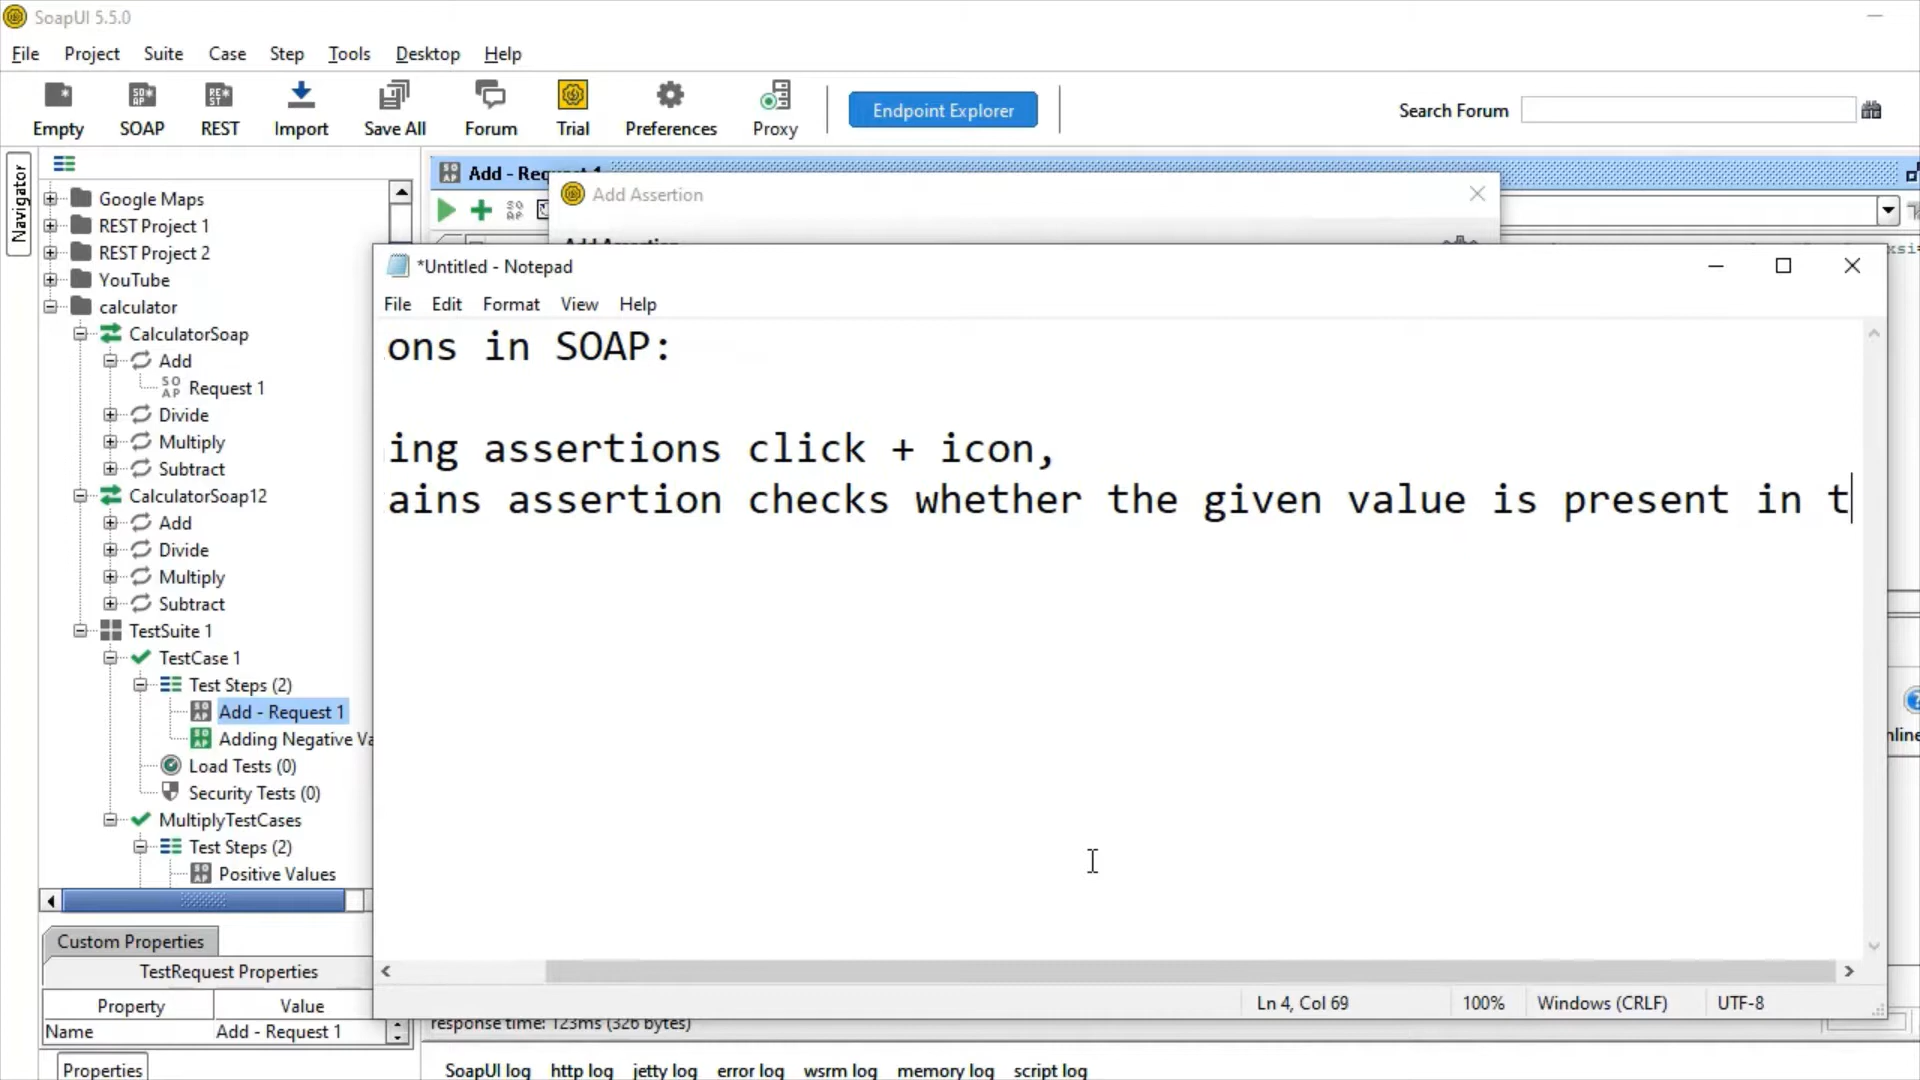 SoapUI 5.5.0
File Project Suite Case Step Tools Desktop Help
Empty SOAP REST Import Save All Forum Trial Preferences Proxy Endpoint Explorer Search Forum
Navigator
Google Maps
REST Project 1
REST Project 2
YouTube
calculator
CalculatorSoap
Add
Request 1
Divide
Multiply
Subtract
CalculatorSoap12
Add
Divide
Multiply
Subtract
TestSuite 1
TestCase 1
Test Steps (2)
Add - Request 1
Adding Negative Va
Load Tests (0)
Security Tests (0)
MultiplyTestCases
Test Steps (2)
Positive Values
Custom Properties
TestRequest Properties
Property Value
Name Add - Request 1
Properties
Add - Req
Add Assertion
*Untitled - Notepad
File Edit Format View Help
ons in SOAP:
ing assertions click + icon,
ains assertion checks whether the given value is present in t
Ln 4, Col 69 100% Windows (CRLF) UTF-8
response time: 123ms (326 bytes)
SoapUI log http log jetty log error log wsrm log memory log script log